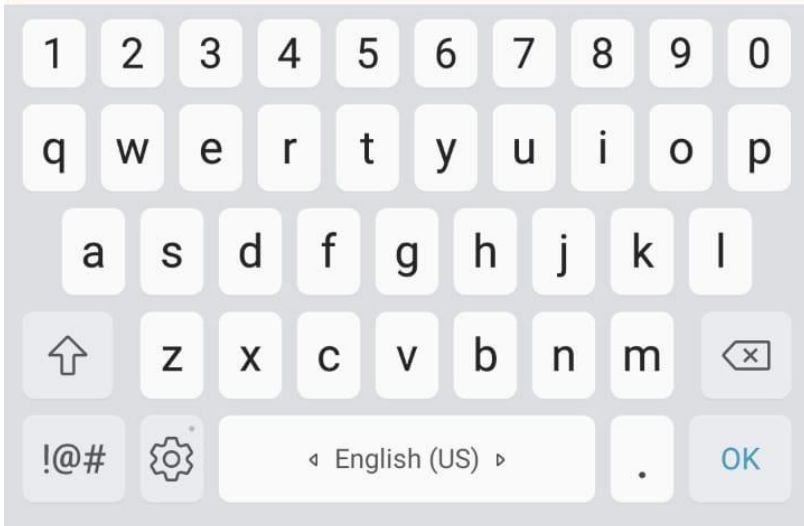 1 2 3 4 5 6 7 8 9 0
q w e r t y u i o p
a s d f g h j k l
z x c v b n m
!@# English (US) . OK